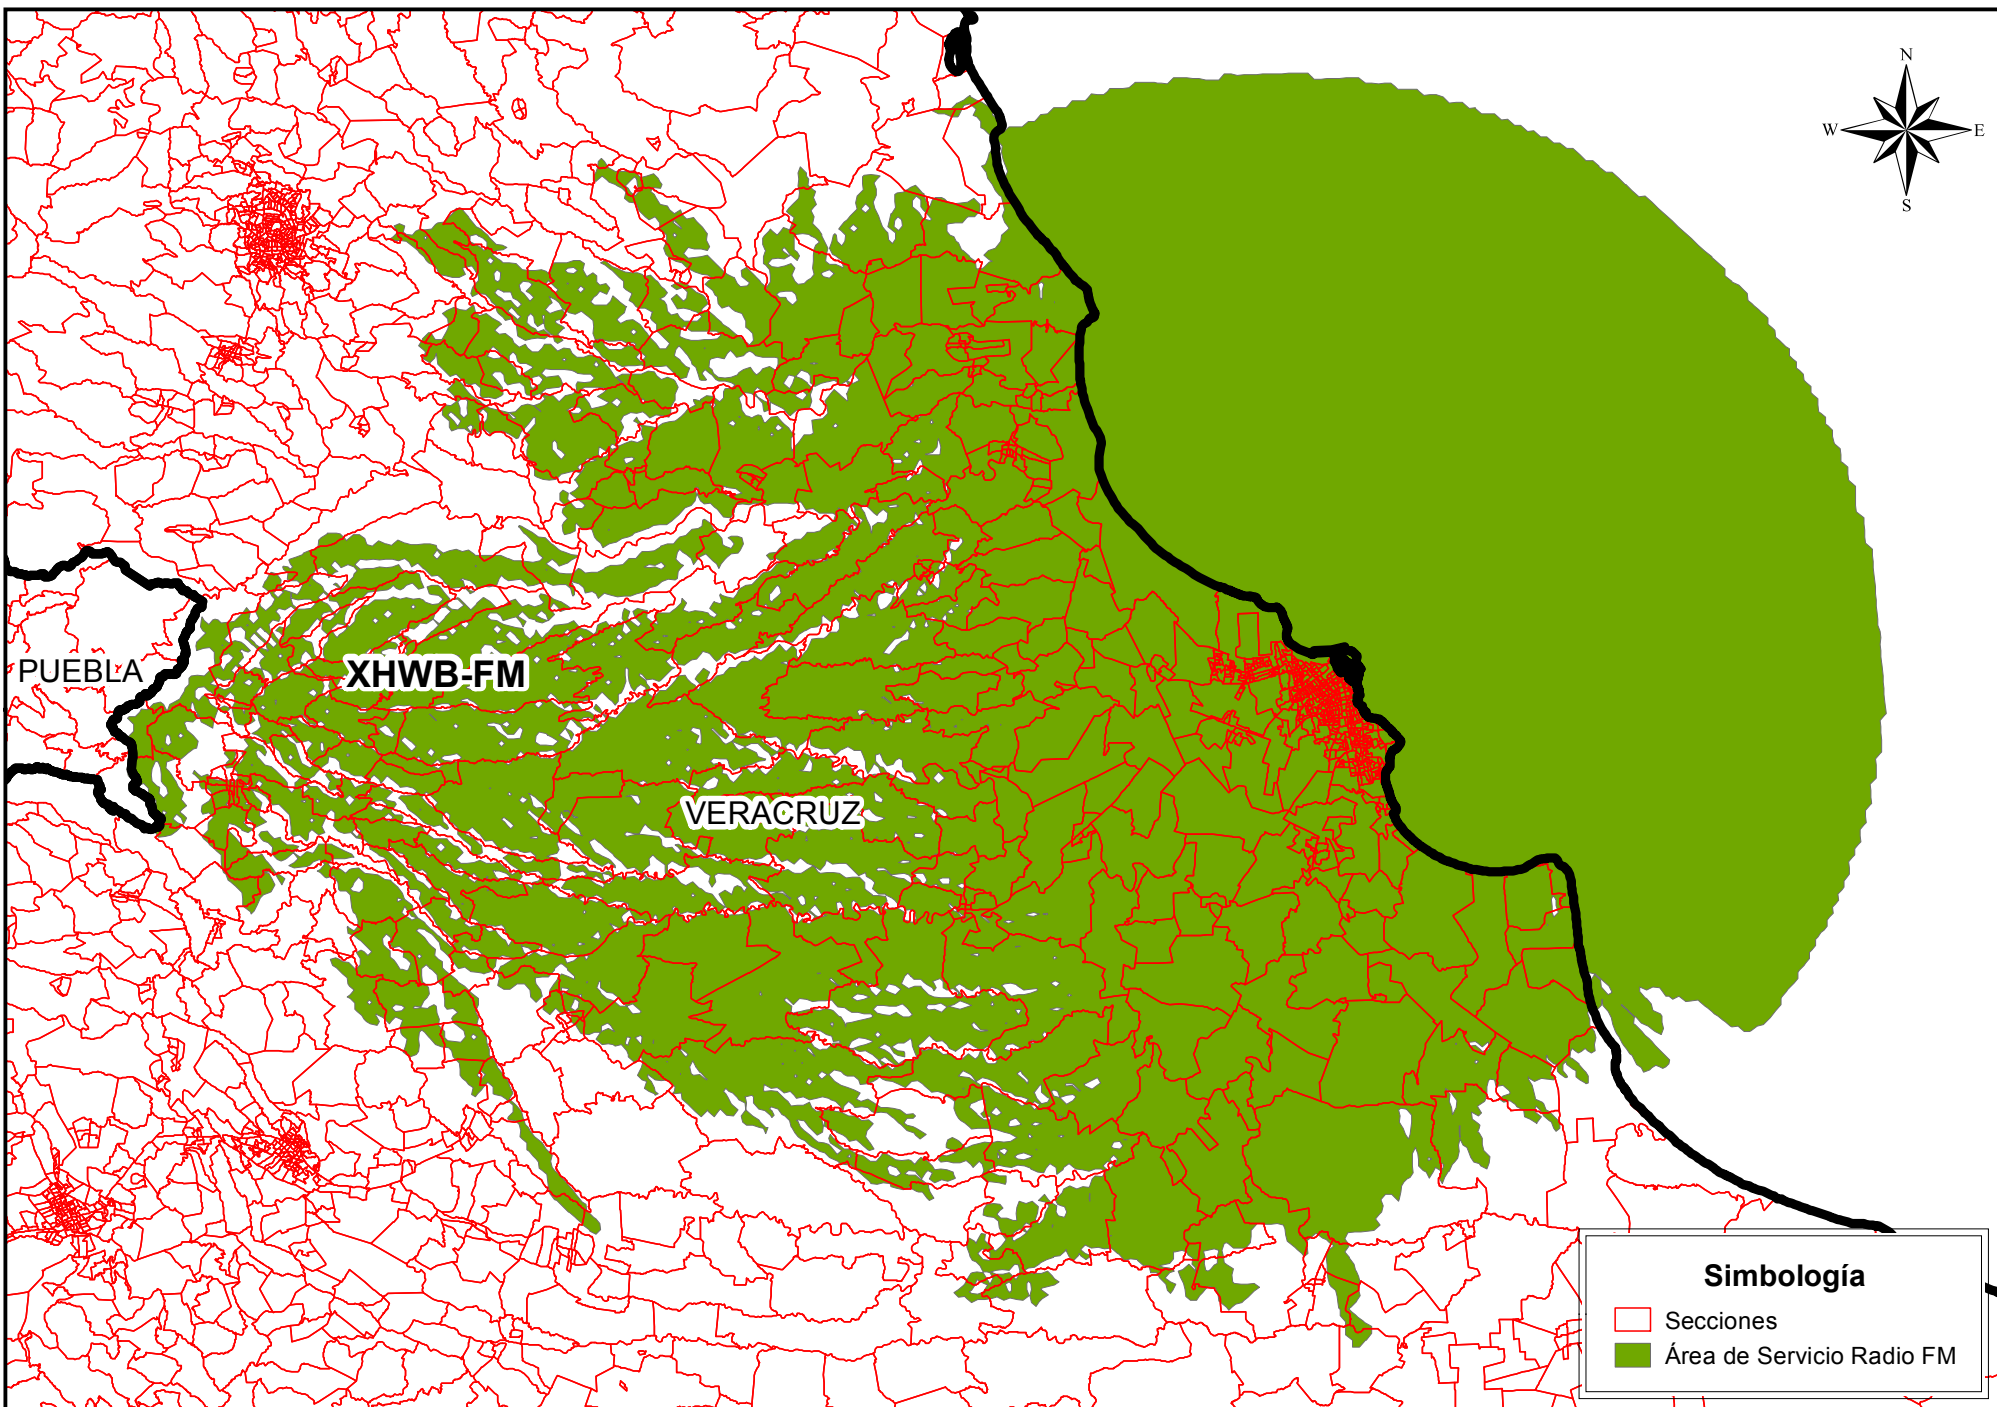 N
W E
S
PUEBLA
XHWB-FM
VERACRUZ
Simbología
Secciones
Área de Servicio Radio FM